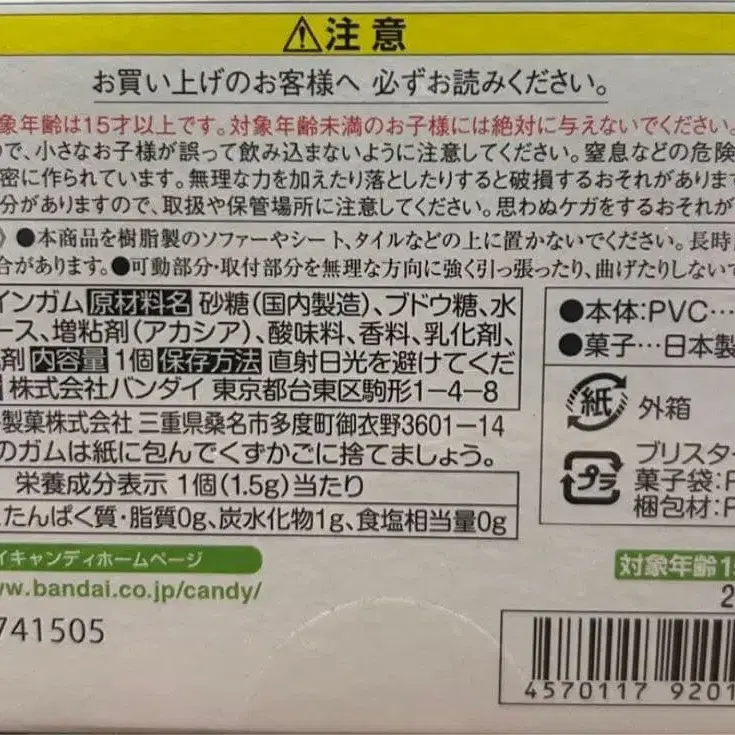 注意
お買い上げのお客様へ 必ずお読みください。
象年齢は15才以上です。対象年齢未満のお子様には絶対に与えないでください。
ので、小さなお子様が誤って飲み込まないように注意してください。窒息などの危険
密に作られています。無理な力を加えたり落としたりすると破損するおそれがあります
分がありますので、取扱や保管場所に注意してください。思わぬケガをするおそれが
●本商品を樹脂製のソファーやシート、タイルなどの上に置かないでください。長時
合があります。●可動部分・取付部分を無理な方向に強く引っ張ったり、曲げたりしないで
インガム 原材料名 砂糖(国内製造)、ブドウ糖、水
ース、増粘剤(アカシア)、酸味料、香料、乳化剤、
剤 内容量 1個 保存方法 直射日光を避けてくだ
株式会社バンダイ 東京都台東区駒形1-4-8
製菓株式会社 三重県桑名市多度町御衣野3601-14
のガムは紙に包んでくずかごに捨てましょう。
栄養成分表示 1個(1.5g)当たり
たんぱく質・脂質0g、炭水化物1g、食塩相当量0g
イキャンディホームページ
www.bandai.co.jp/candy/
741505
●本体:PVC…
●菓子…日本製
紙 外箱
プラ ブリスター
菓子袋:P
梱包材:P
対象年齢1
2
4570117 9201